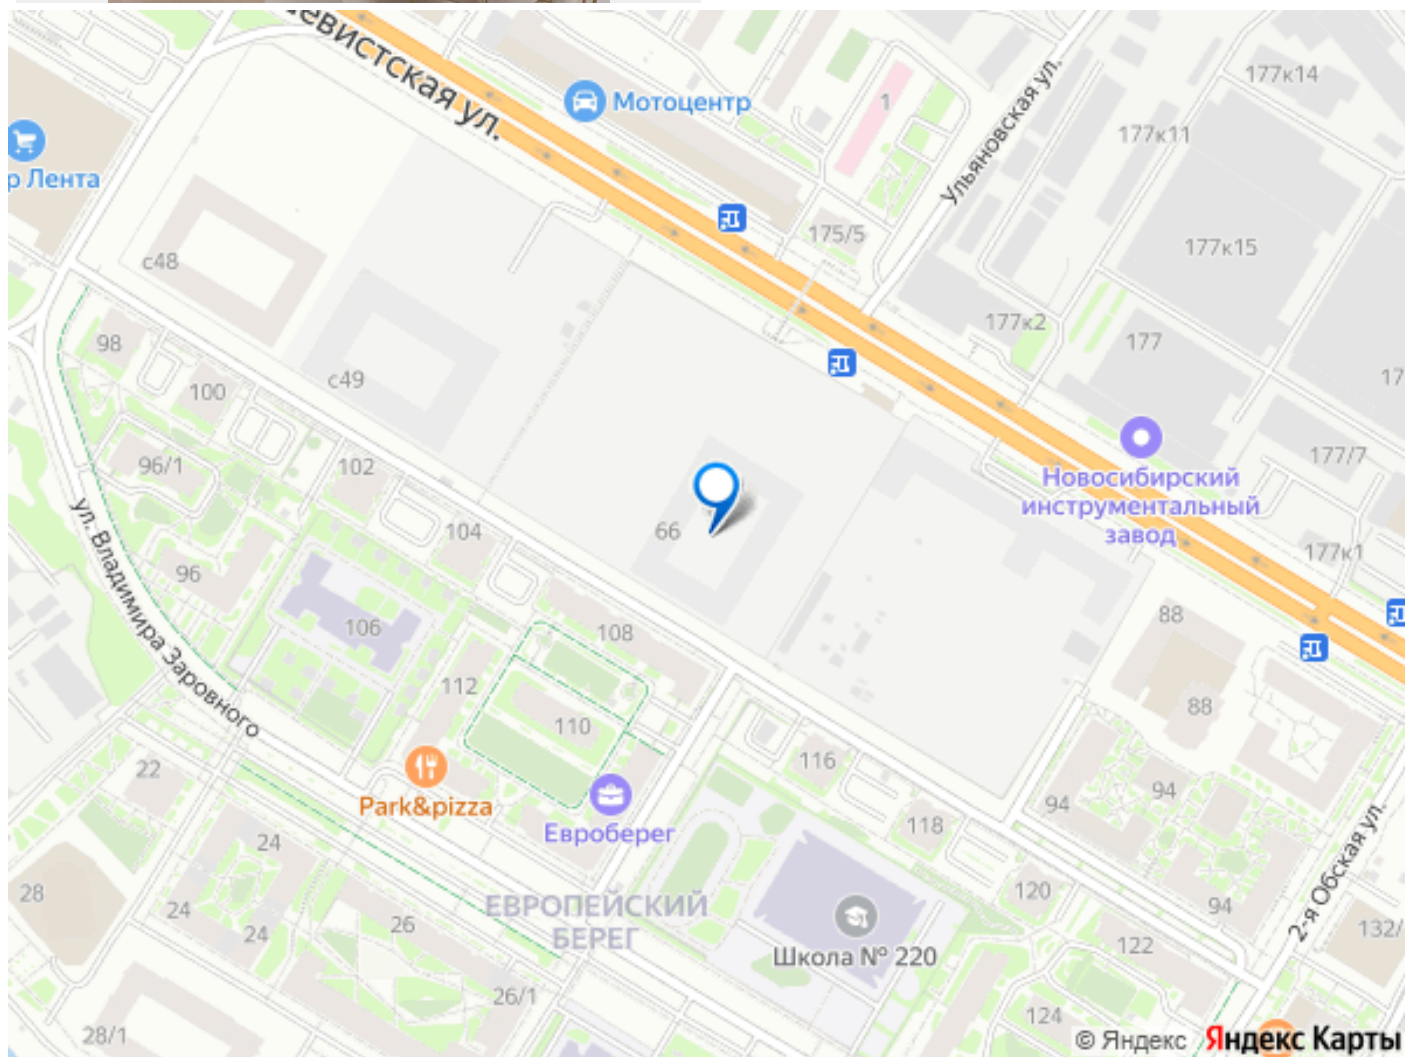 евистская ул.
Мотоцентр
1
177к14
177к11
Ульяновская ул.
р Лента
175/5
177к15
с48
177к2
177
98
с49
100
17
96/1
102
177/7
Новосибирский
инструментальный
завод
66
104
177к1
ул. Владимира Заровного
96
106
108
88
112
88
110
22
116
94
94
Park&pizza
Евроберег
118
24
28
120
2-я Обская ул.
24
26
ЕВРОПЕЙСКИЙ
БЕРЕГ
94
132/
24
122
Школа № 220
26/1
124
28/1
© Яндекс Яндекс Карты